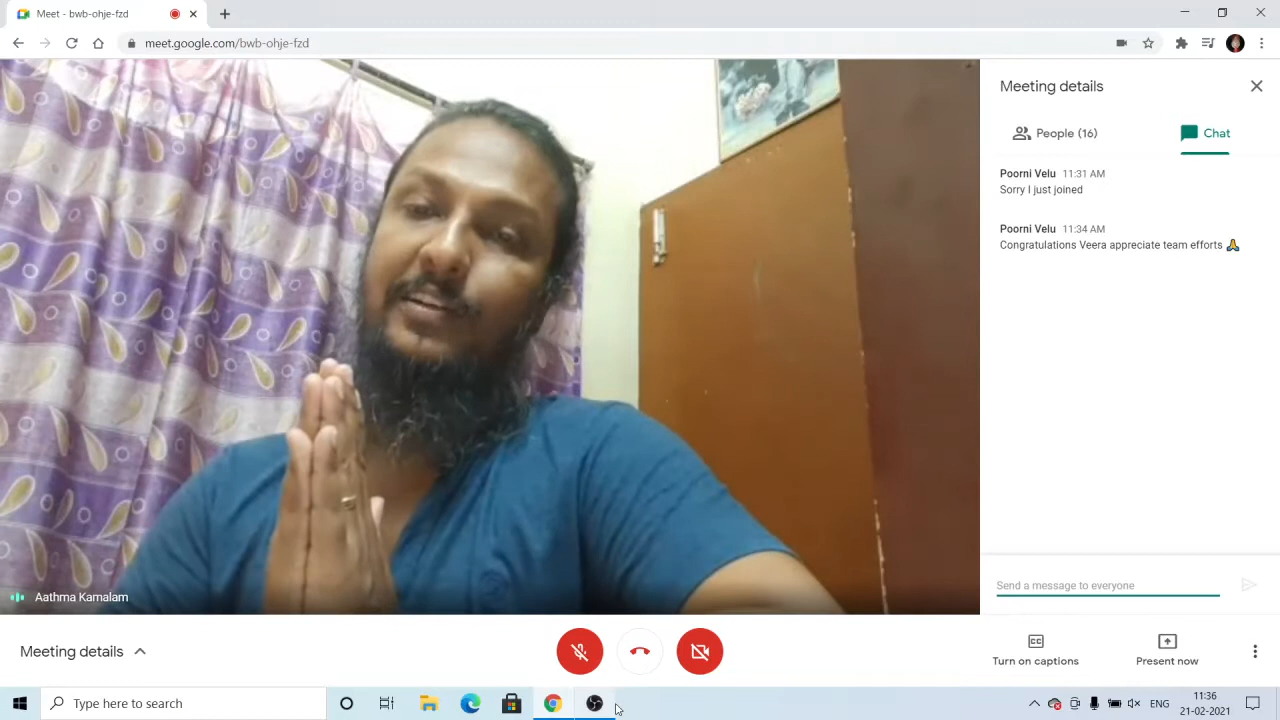 Meet - bwb-ohje-fzd
meet.google.com/bwb-ohje-fzd
Meeting details
People (16)
Chat
Poorni Velu 11:31 AM
Sorry I just joined
Poorni Velu 11:34 AM
Congratulations Veera appreciate team efforts 🙏
Aathma Kamalam
Send a message to everyone
Meeting details
CC
Turn on captions
Present now
Type here to search
ENG
11:36
21-02-2021